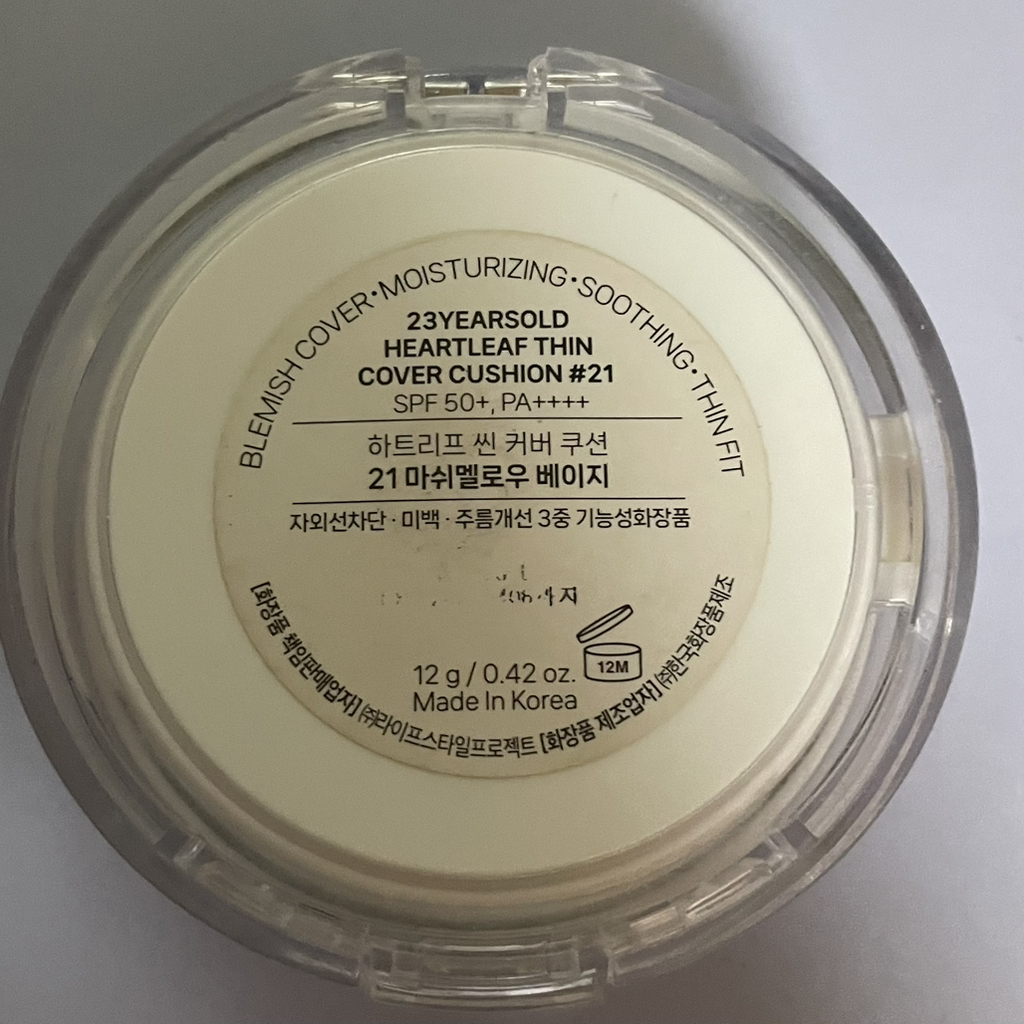 BLEMISH COVER•MOISTURIZING•SOOTHING•THIN FIT
23YEARSOLD
HEARTLEAF THIN
COVER CUSHION #21
SPF 50+, PA++++
하트리프 씬 커버 쿠션
21 마쉬멜로우 베이지
자외선차단 · 미백 · 주름개선 3중 기능성화장품
12M
12 g / 0.42 oz.
Made In Korea
[화장품 책임판매업자] ㈜라이프스타일프로젝트 [화장품 제조업자] ㈜한국화장품제조